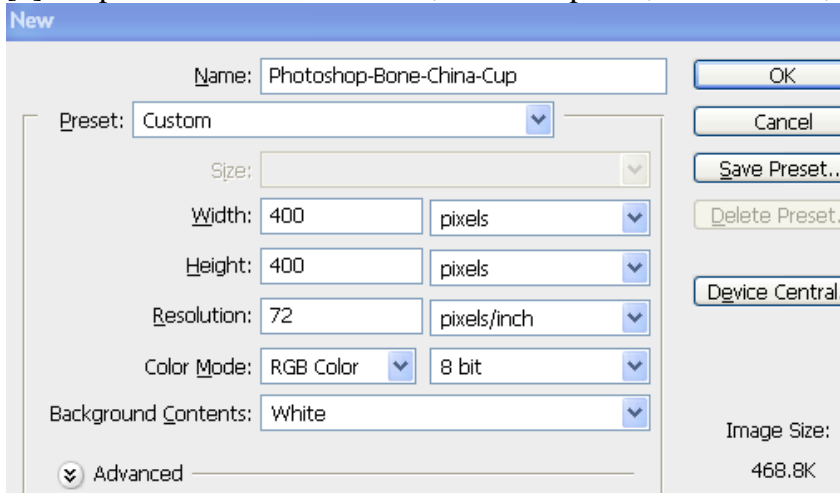 New
Name: Photoshop-Bone-China-Cup OK
Preset: Custom Cancel
Size: Save Preset..
Width: 400 pixels Delete Preset.
Height: 400 pixels
Device Central.
Resolution: 72 pixels/inch
Color Mode: RGB Color 8 bit
Background Contents: White
Image Size:
Advanced 468.8K